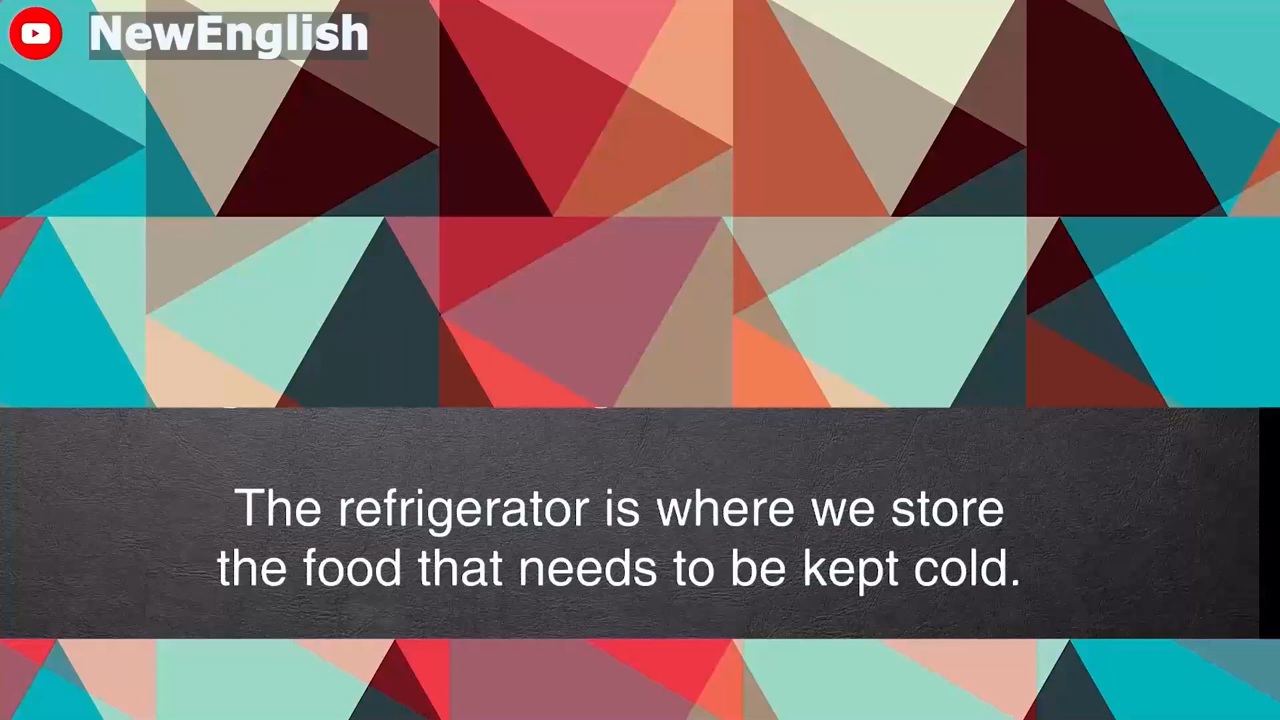 NewEnglish
The refrigerator is where we store
the food that needs to be kept cold.